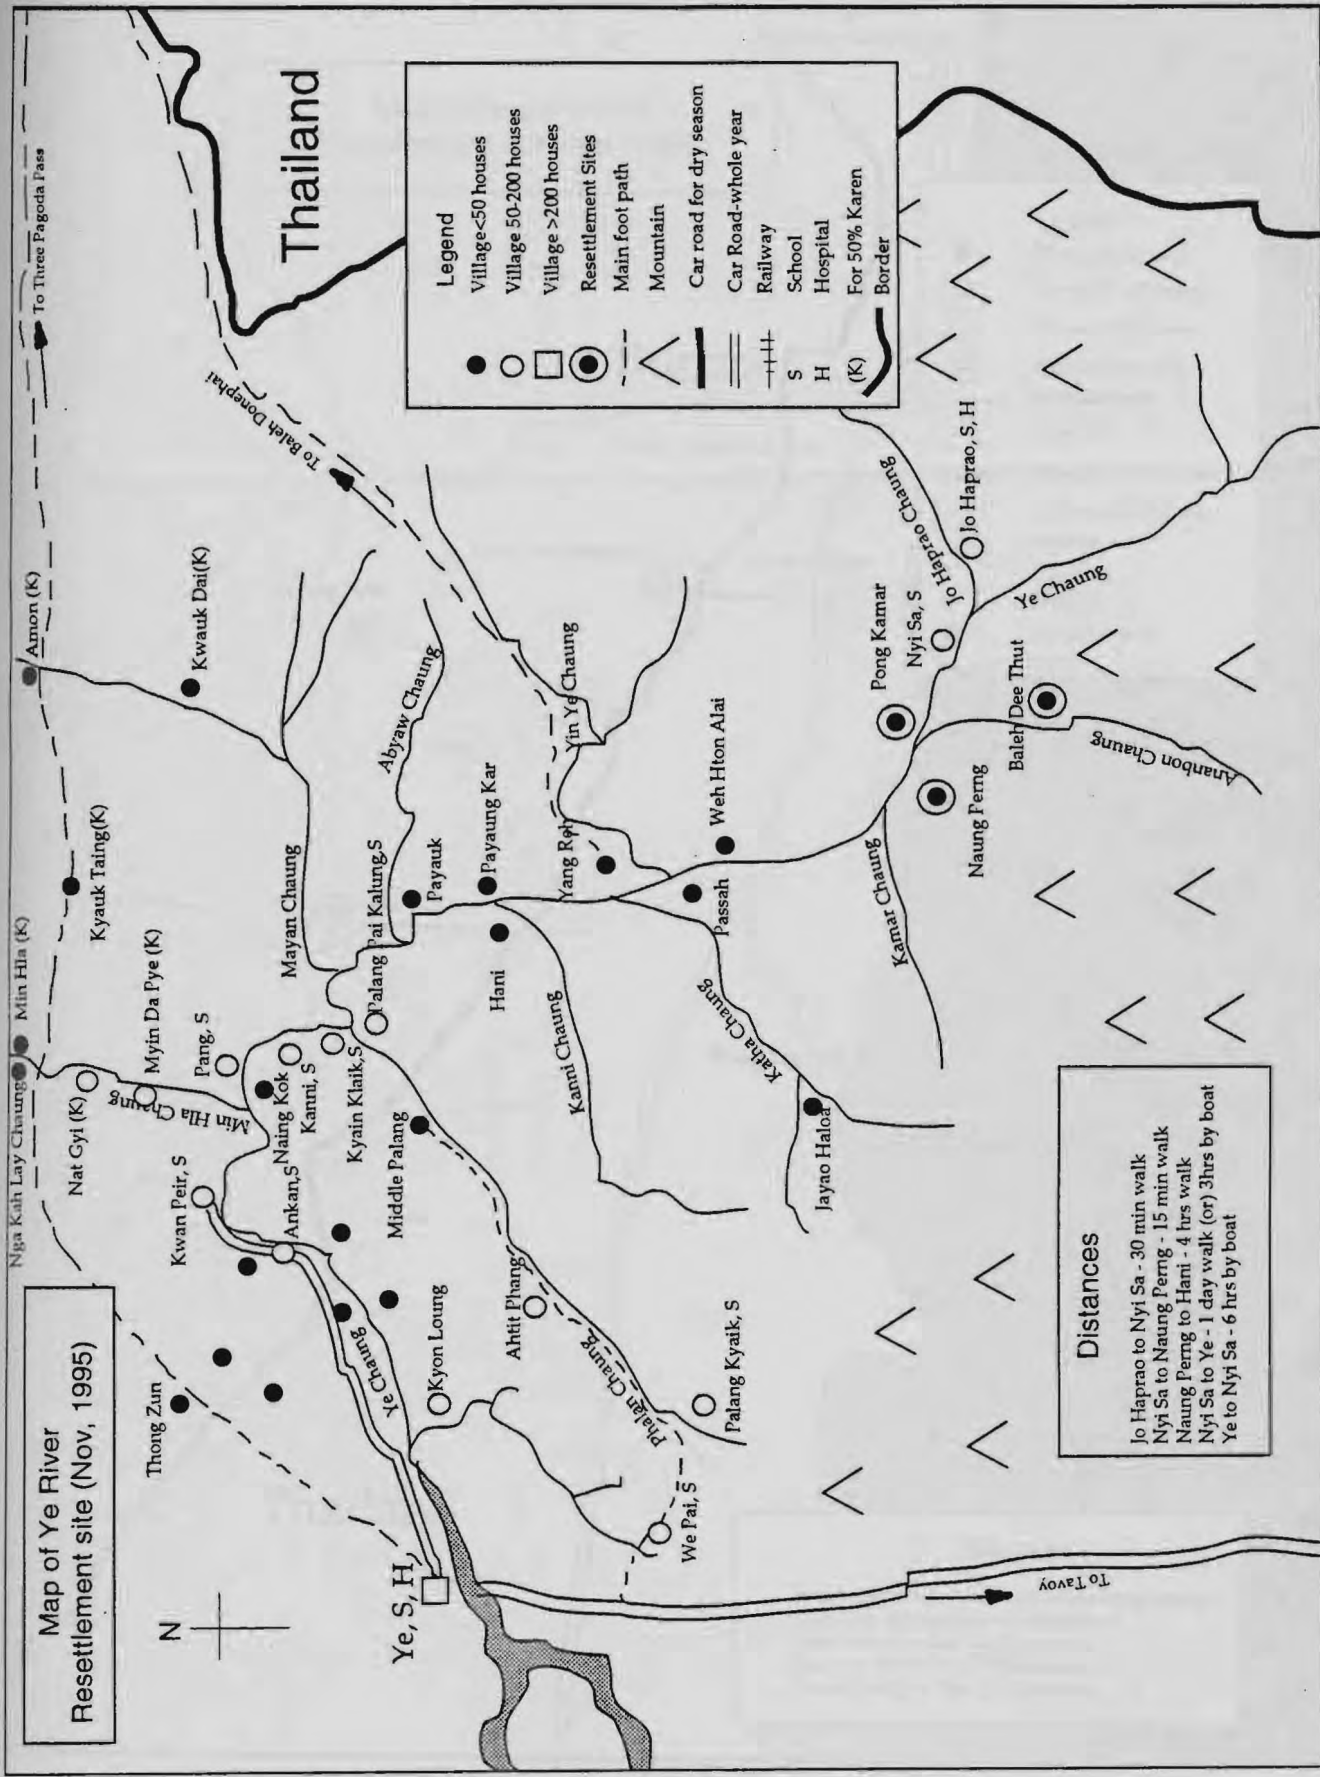 Map of Ye River
Resettlement site (Nov, 1995)
N
Thailand
Legend
Village<50 houses
Village 50-200 houses
Village >200 houses
Resettlement Sites
Main foot path
Mountain
Car road for dry season
Car Road-whole year
Railway
S School
H Hospital
(K) For 50% Karen
Border
Distances
Jo Haprao to Nyi Sa - 30 min walk
Nyi Sa to Naung Perng - 15 min walk
Naung Perng to Hani - 4 hrs walk
Nyi Sa to Ye - 1 day walk (or) 3hrs by boat
Ye to Nyi Sa - 6 hrs by boat
Nga Kah Lay Chaung
Min Hla (K)
Amon (K)
To Three Pagoda Pass
Nat Gyi (K)
Kyauk Taing(K)
Myin Da Pye (K)
Min Hla Chaung
Kwauk Dai(K)
Thong Zun
Kwan Peir, S
Pang, S
Ankan,S
Naing Kok
Kanni, S
Mayan Chaung
To Baleh Donephai
Kyain Klaik,S
Palang Pai Kalung,S
Abyaw Chaung
Middle Palang
Payauk
Ye Chaung
Kyon Loung
Payaung Kar
Hani
Ye, S, H,
Ahtit Phang
Kanni Chaung
Yang Reh
Yin Ye Chaung
Phalan Chaung
We Pai, S
Palang Kyaik, S
Katha Chaung
Passah
Weh Hton Alai
Jayao Haloa
Kamar Chaung
Pong Kamar
Nyi Sa, S
Jo Haprao Chaung
Jo Haprao, S, H
Naung Perng
Baleh Dee Thut
Ye Chaung
Ananbon Chaung
To Tavoy